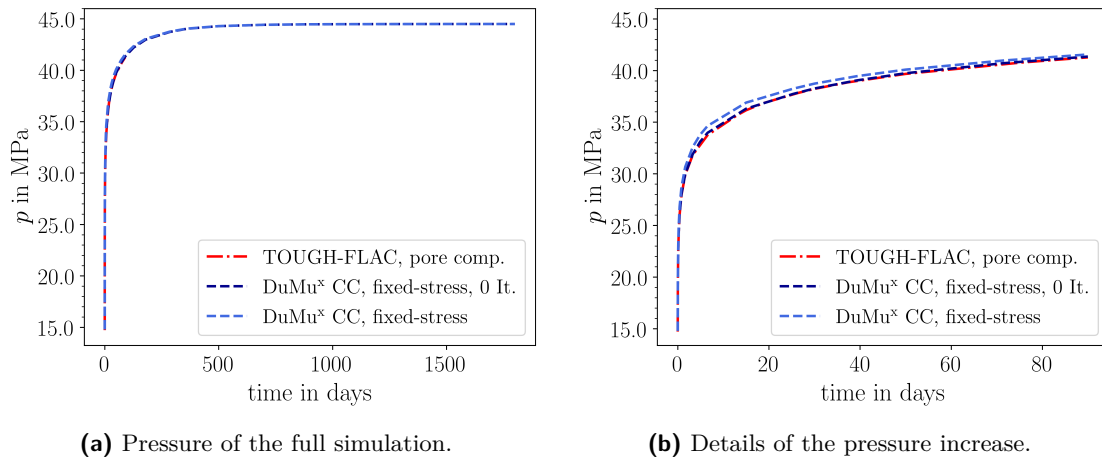 45.0
40.0
35.0
30.0
25.0
20.0
15.0
p in MPa
0
500
1000
1500
time in days
TOUGH-FLAC, pore comp.
DuMuˣ CC, fixed-stress, 0 It.
DuMuˣ CC, fixed-stress
(a) Pressure of the full simulation.
45.0
40.0
35.0
30.0
25.0
20.0
15.0
p in MPa
0
20
40
60
80
time in days
TOUGH-FLAC, pore comp.
DuMuˣ CC, fixed-stress, 0 It.
DuMuˣ CC, fixed-stress
(b) Details of the pressure increase.